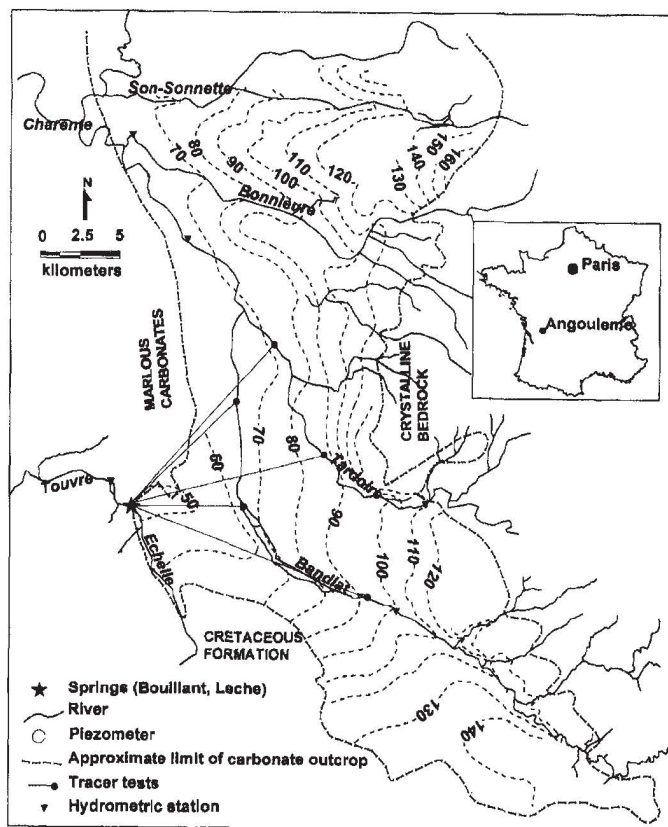 Son-Sonnette
Charente
70
80
90
100
110
120
130
140
150
160
Bonnieure
N
0 2.5 5
kilometers
Paris
Angouleme
MARLOUS
CARBONATES
CRYSTALLINE
BEDROCK
Tardoire
Touvre
50
60
70
80
90
100
110
120
Echelle
Bandiat
CRETACEOUS
FORMATION
130
140
Springs (Bouillant, Leche)
River
Piezometer
Approximate limit of carbonate outcrop
Tracer tests
Hydrometric station